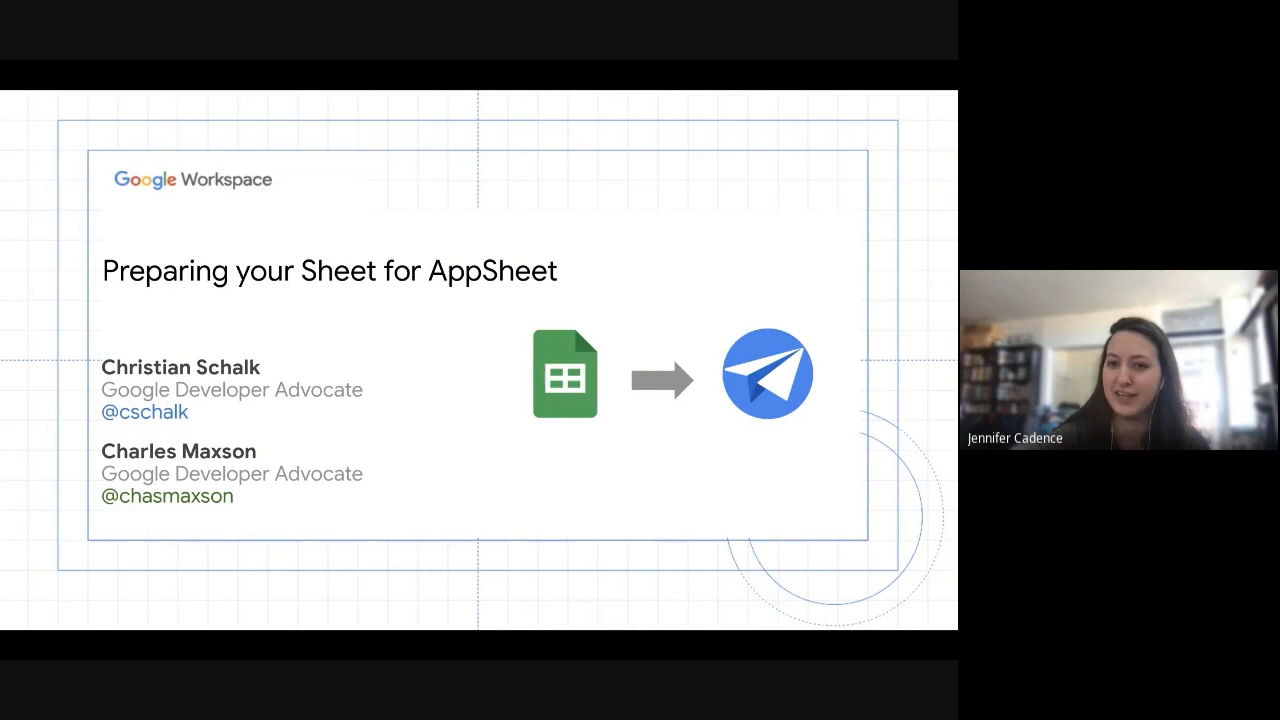 Google Workspace
Preparing your Sheet for AppSheet
Christian Schalk
Google Developer Advocate
@cschalk
Charles Maxson
Google Developer Advocate
@chasmaxson
Jennifer Cadence